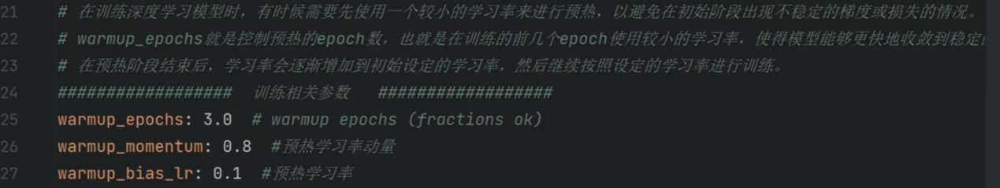 21 # 在训练深度学习模型时，有时候需要先使用一个较小的学习率来进行预热，以避免在初始阶段出现不稳定的梯度或损失的情况。
22 # warmup_epochs就是控制预热的epoch数，也就是在训练的前几个epoch使用较小的学习率，使得模型能够更快地收敛到稳定
23 # 在预热阶段结束后，学习率会逐渐增加到初始设定的学习率，然后继续按照设定的学习率进行训练。
24 ################## 训练相关参数 ##################
25 warmup_epochs: 3.0 # warmup epochs (fractions ok)
26 warmup_momentum: 0.8 #预热学习率动量
27 warmup_bias_lr: 0.1 #预热学习率